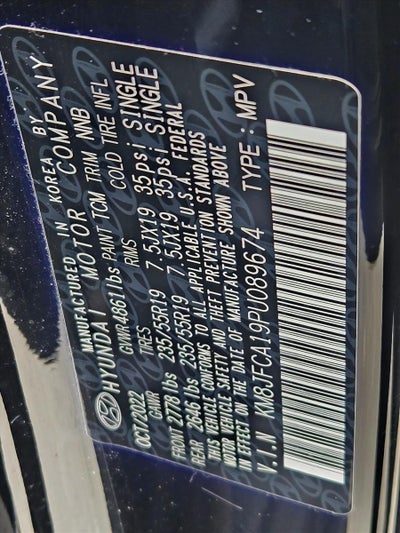 MANUFACTURED IN KOREA BY
HYUNDAI MOTOR COMPANY
OCT/2022 GVWR 4861 lbs PAINT TCM TRIM NNB
GAWR TIRES RMS COLD TIRE INFL
FRONT 2778 lbs 235/55R19 7.5JX19 35psi SINGLE
REAR 2646 lbs 235/55R19 7.5JX19 35psi SINGLE
THIS VEHICLE CONFORMS TO ALL APPLICABLE U.S.A. FEDERAL
MOTOR VEHICLE SAFETY AND THEFT PREVENTION STANDARDS
IN EFFECT ON THE DATE OF MANUFACTURE SHOWN ABOVE
V.I.N KM8JFCA19PU089674 TYPE : MPV